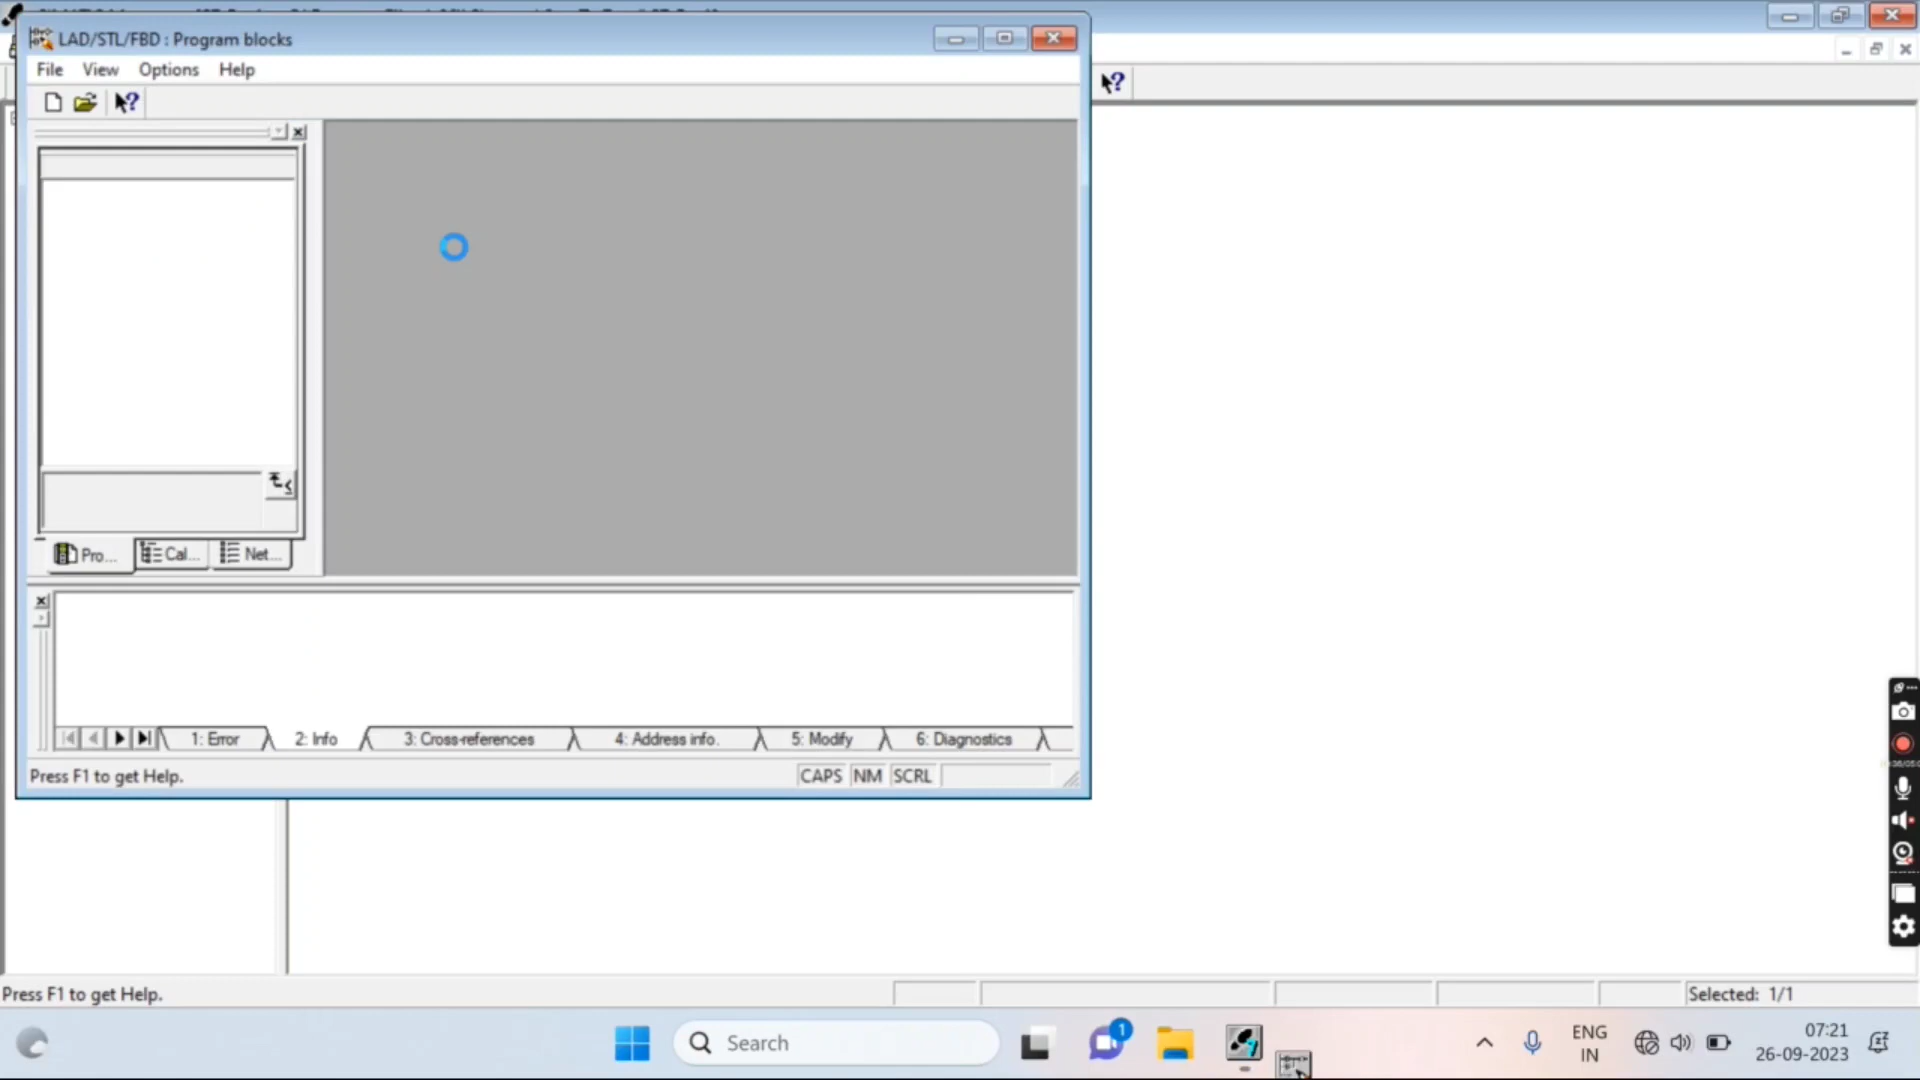 LAD/STL/FBD : Program blocks
File View Options Help
Pro... Cal... Net...
1: Error 2: Info 3: Cross-references 4: Address info. 5: Modify 6: Diagnostics
Press F1 to get Help.
CAPS NM SCRL
Press F1 to get Help.
Selected: 1/1
Search
1
ENG
IN
07:21
26-09-2023